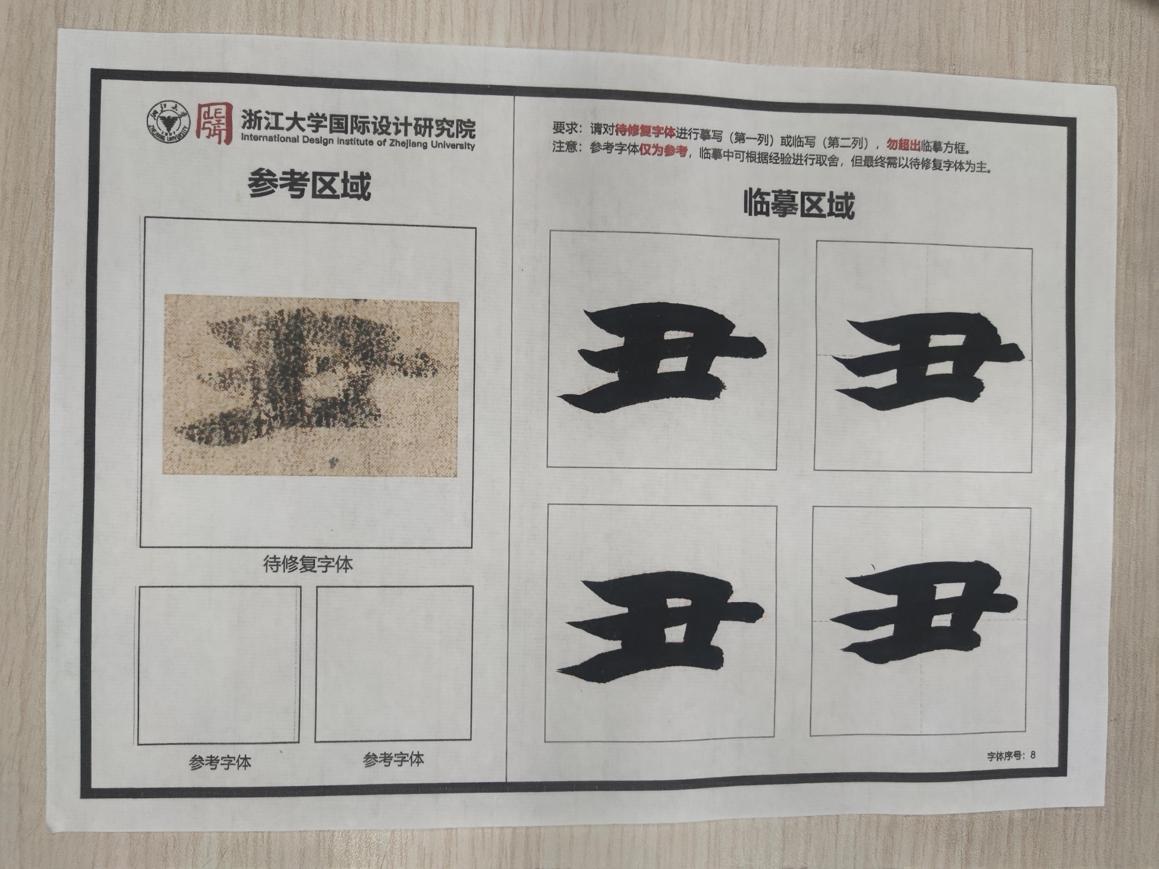 浙江大学国际设计研究院
International Design Institute of Zhejiang University
参考区域
待修复字体
参考字体
参考字体
要求：请对待修复字体进行摹写（第一列）或临写（第二列），勿超出临摹方框。
注意：参考字体仅为参考，临摹中可根据经验进行取舍，但最终需以待修复字体为主。
临摹区域
丑 丑
丑 丑
字体序号：8